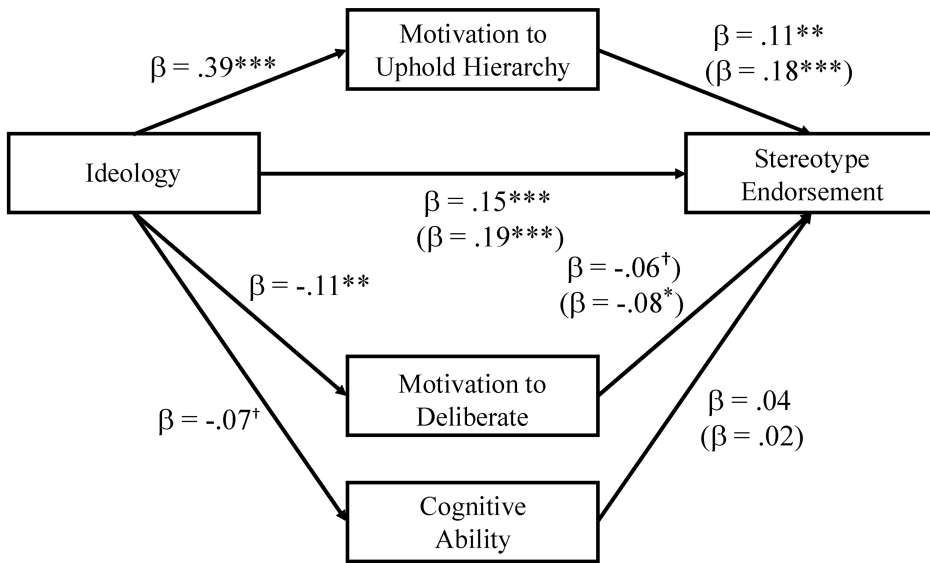 Motivation to
Uphold Hierarchy
β = .39***
β = .11**
(β = .18***)
Ideology
Stereotype
Endorsement
β = .15***
(β = .19***)
β = -.11**
β = -.06†)
(β = -.08*)
Motivation to
Deliberate
β = -.07†
β = .04
(β = .02)
Cognitive
Ability